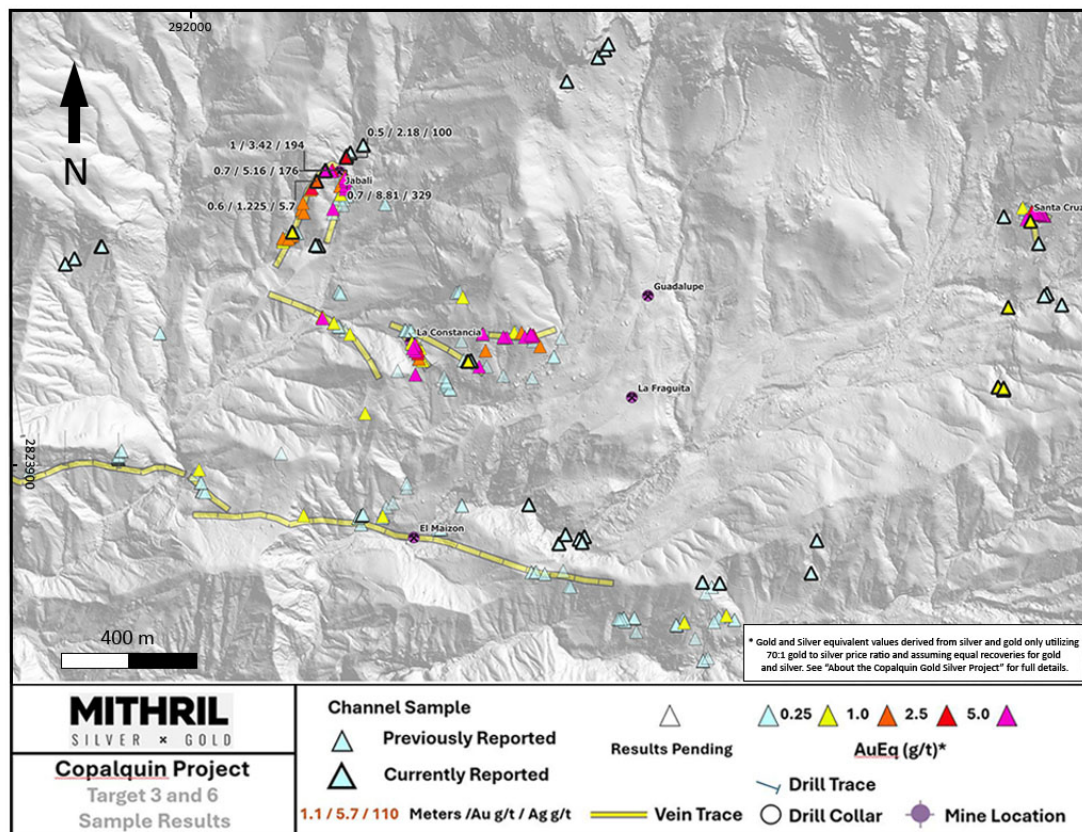 292000
N
0.5 / 2.18 / 100
1 / 3.42 / 194
0.7 / 5.16 / 176
Jabali
0.7 / 8.81 / 329
0.6 / 1.225 / 5.7
Santa Cruz
Guadalupe
La Constancia
La Fraguita
2823900
El Maizon
400 m
* Gold and Silver equivalent values derived from silver and gold only utilizing
70:1 gold to silver price ratio and assuming equal recoveries for gold
and silver. See "About the Copalquin Gold Silver Project" for full details.
MITHRIL
SILVER × GOLD
Copalquin Project
Target 3 and 6
Sample Results
Channel Sample
Previously Reported
Currently Reported
1.1 / 5.7 / 110 Meters /Au g/t / Ag g/t
Results Pending
0.25 1.0 2.5 5.0
AuEq (g/t)*
Drill Trace
Vein Trace
Drill Collar
Mine Location